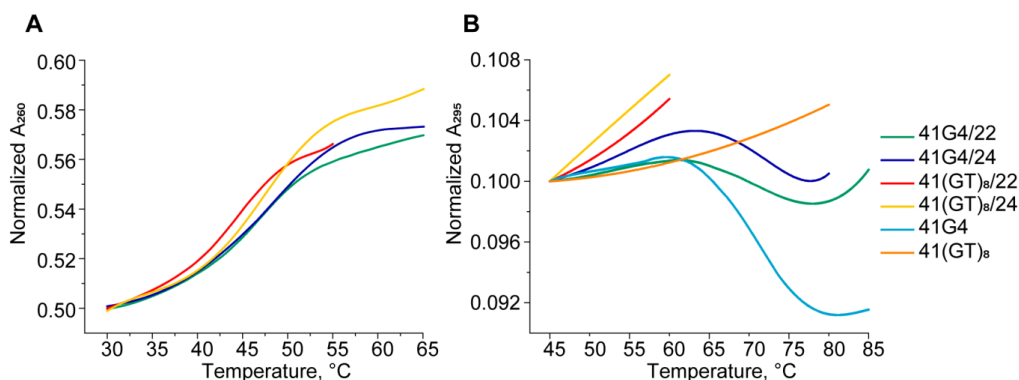 A
0.60
0.58
0.56
0.54
0.52
0.50
Normalized A₂₆₀
30 35 40 45 50 55 60 65
Temperature, °C
B
0.108
0.104
0.100
0.096
0.092
Normalized A₂₉₅
45 50 55 60 65 70 75 80 85
Temperature, °C
41G4/22
41G4/24
41(GT)₈/22
41(GT)₈/24
41G4
41(GT)₈